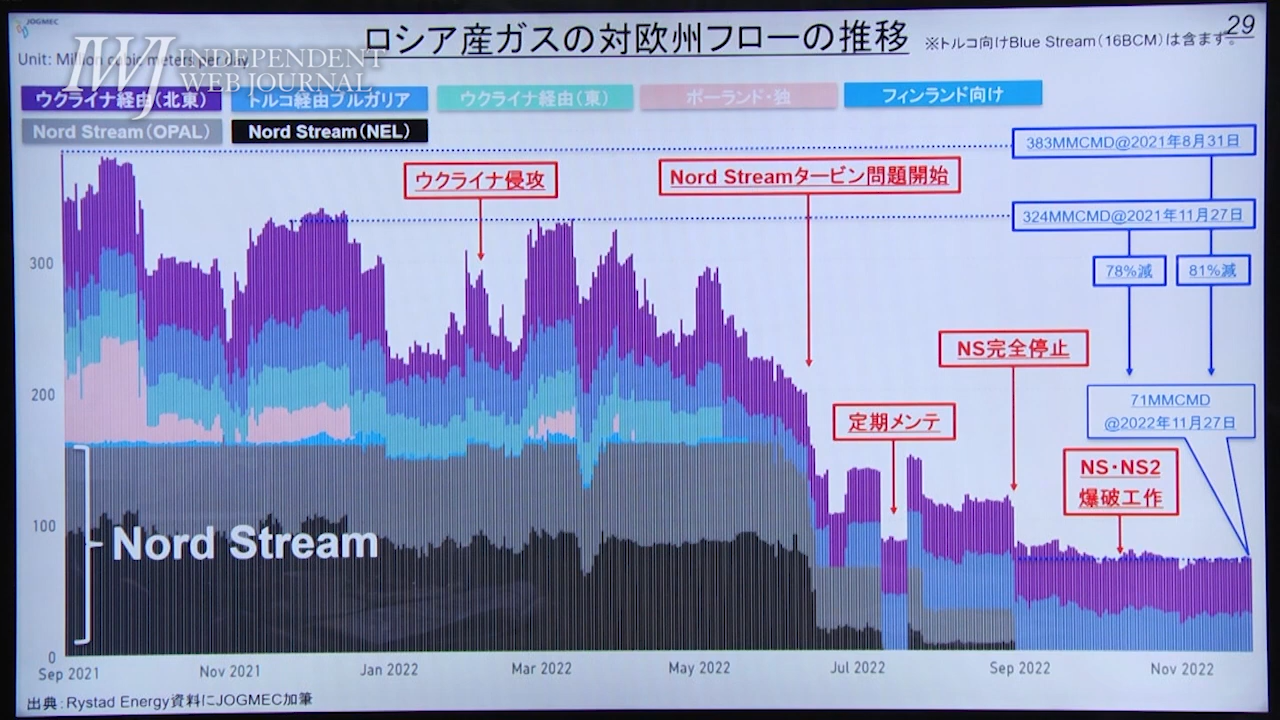 JOGMEC
ロシア産ガスの対欧州フローの推移
※トルコ向けBlue Stream(16BCM)は含まず。
29
Unit: Million cubic meters per day
IWJ INDEPENDENT
WEB JOURNAL
ウクライナ経由(北東)
トルコ経由ブルガリア
ウクライナ経由(東)
ポーランド・独
フィンランド向け
Nord Stream(OPAL)
Nord Stream(NEL)
383MMCMD@2021年8月31日
ウクライナ侵攻
Nord Streamタービン問題開始
324MMCMD@2021年11月27日
78%減
81%減
300
NS完全停止
200
71MMCMD
@2022年11月27日
定期メンテ
NS・NS2
爆破工作
100
Nord Stream
0
Sep 2021
Nov 2021
Jan 2022
Mar 2022
May 2022
Jul 2022
Sep 2022
Nov 2022
出典:Rystad Energy資料にJOGMEC加筆